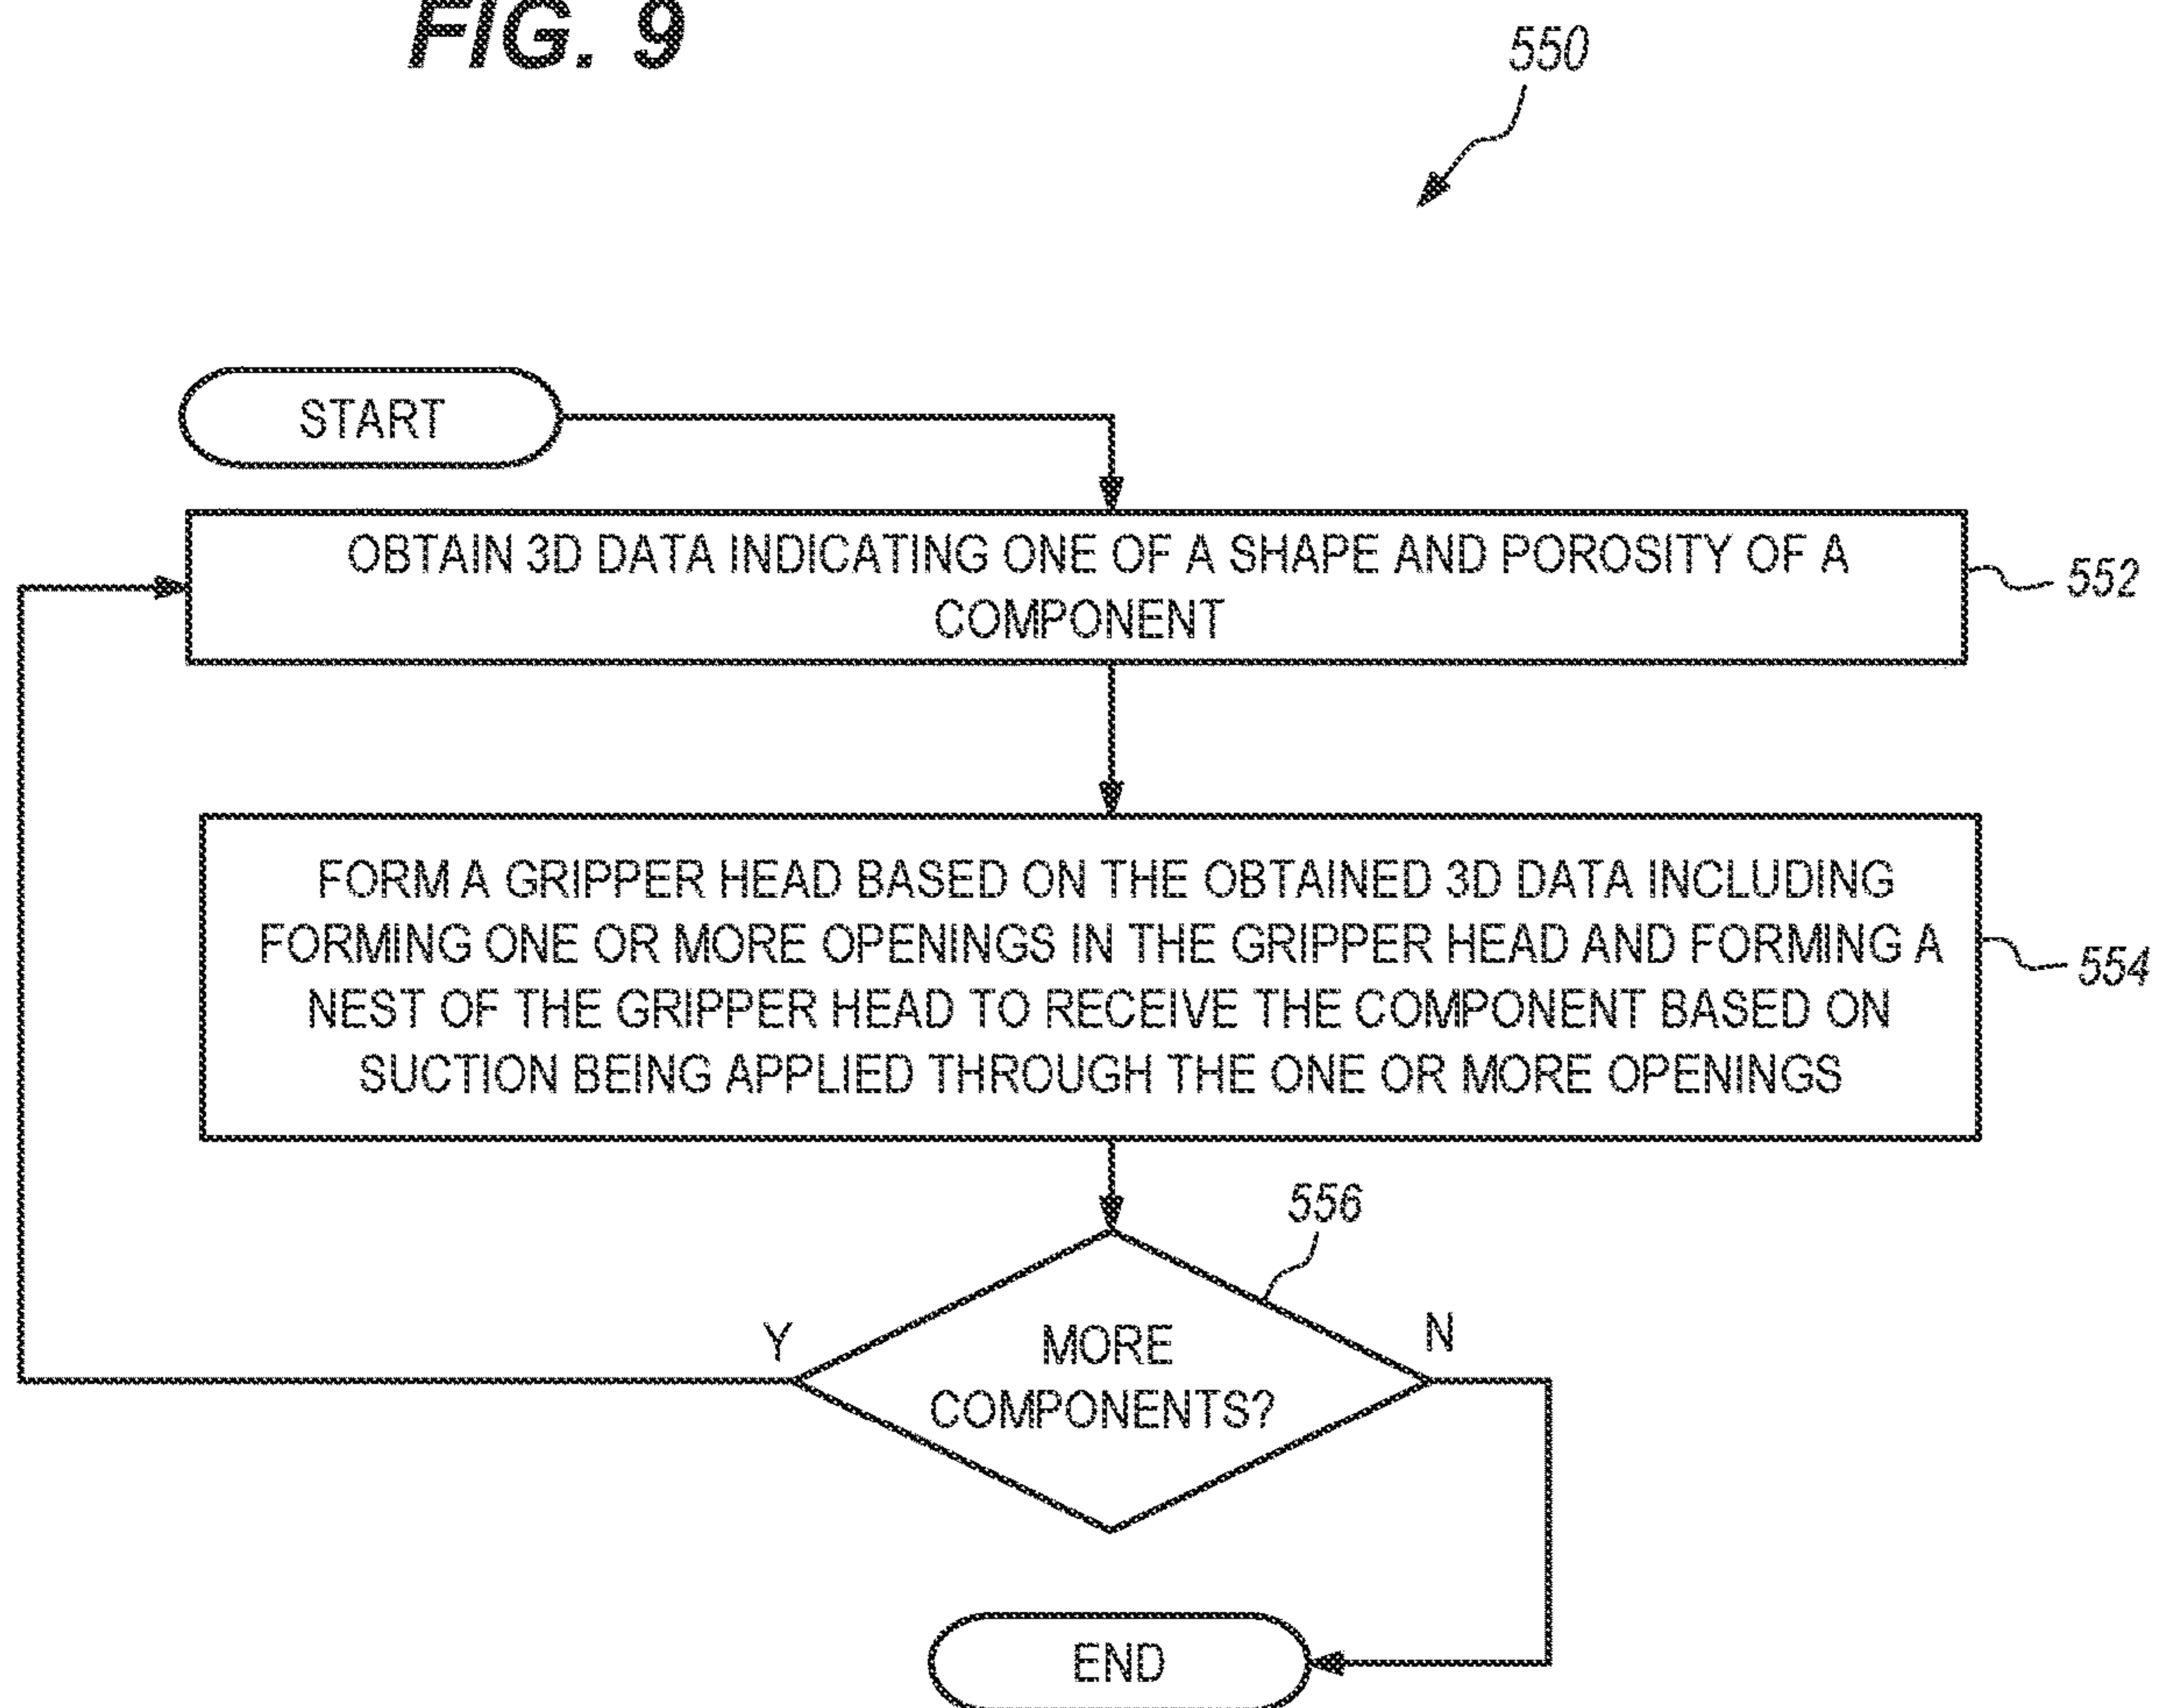 FIG. 9
550
START
OBTAIN 3D DATA INDICATING ONE OF A SHAPE AND POROSITY OF A
COMPONENT
552
FORM A GRIPPER HEAD BASED ON THE OBTAINED 3D DATA INCLUDING
FORMING ONE OR MORE OPENINGS IN THE GRIPPER HEAD AND FORMING A
NEST OF THE GRIPPER HEAD TO RECEIVE THE COMPONENT BASED ON
SUCTION BEING APPLIED THROUGH THE ONE OR MORE OPENINGS
554
556
Y
MORE
COMPONENTS?
N
END